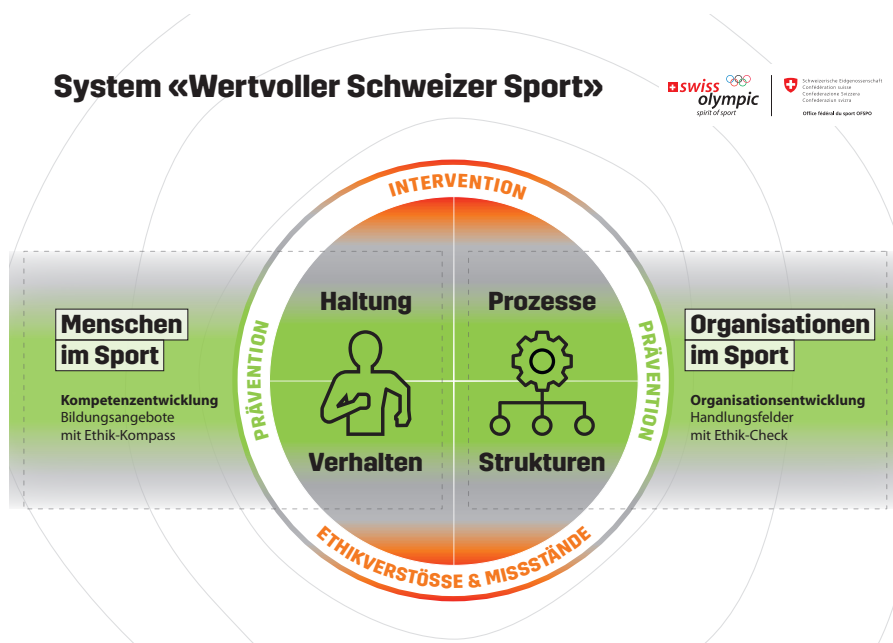 System «Wertvoller Schweizer Sport»
swiss
olympic
spirit of sport
Schweizerische Eidgenossenschaft
Confédération suisse
Confederazione Svizzera
Confederaziun svizra
Office fédéral du sport OFSPO
INTERVENTION
PRÄVENTION
PRÄVENTION
Haltung
Prozesse
Menschen
im Sport
Kompetenzentwicklung
Bildungsangebote
mit Ethik-Kompass
Organisationen
im Sport
Organisationsentwicklung
Handlungsfelder
mit Ethik-Check
Verhalten
Strukturen
ETHIKVERSTÖSSE & MISSSTÄNDE